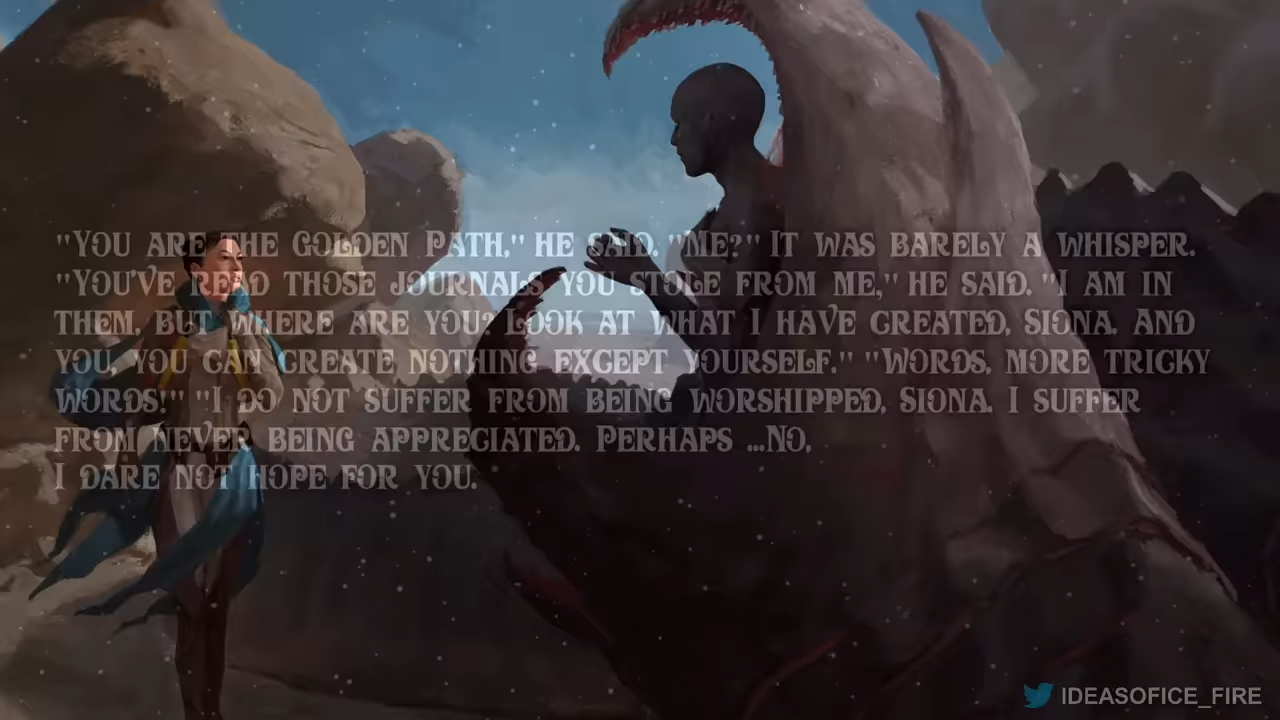 "You are the Golden Path," he said. "Me?" It was barely a whisper.
"You've read those journals you stole from me," he said. "I am in
them, but where are you? Look at what I have created, Siona. And
you, you can create nothing except yourself." "Words, more tricky
words!" "I do not suffer from being worshipped, Siona. I suffer
from never being appreciated. Perhaps ...No,
I dare not hope for you.
IDEASOFICE_FIRE